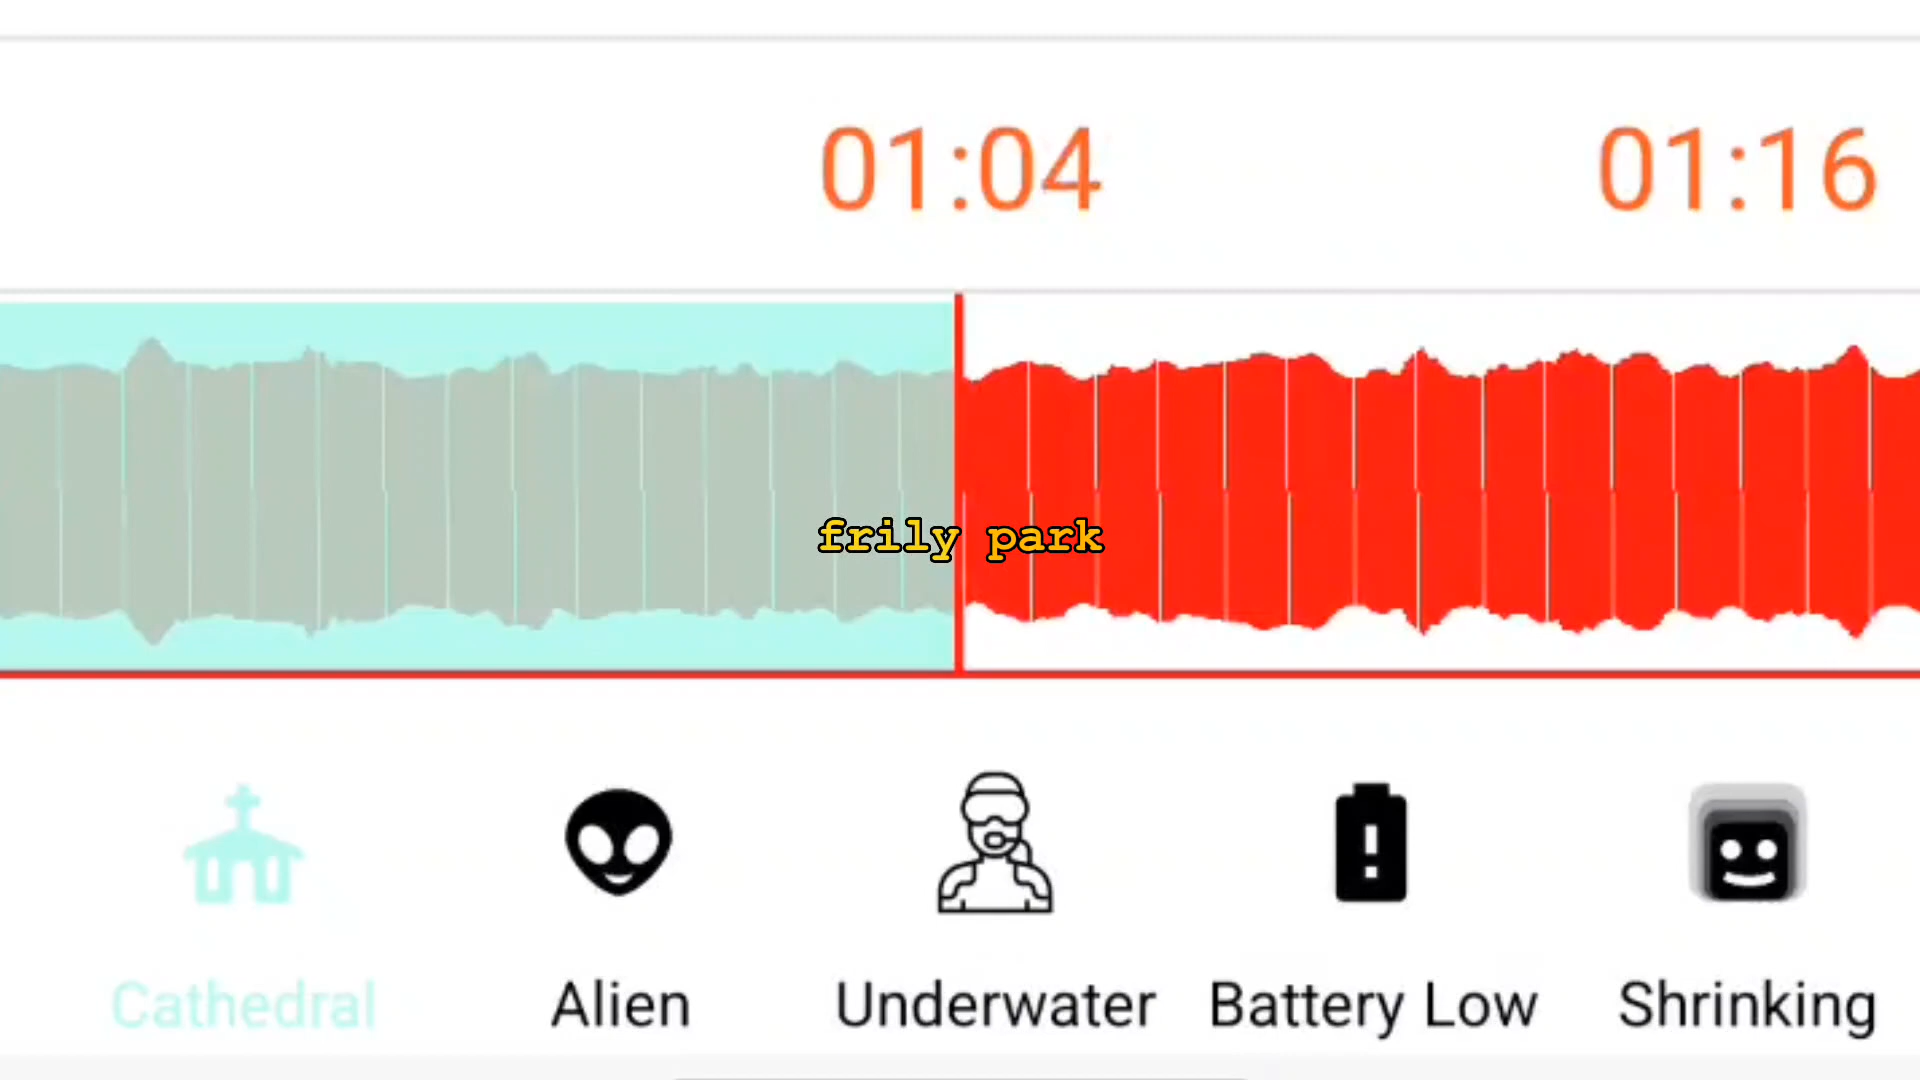 01:04 01:16
frily park
Cathedral Alien Underwater Battery Low Shrinking